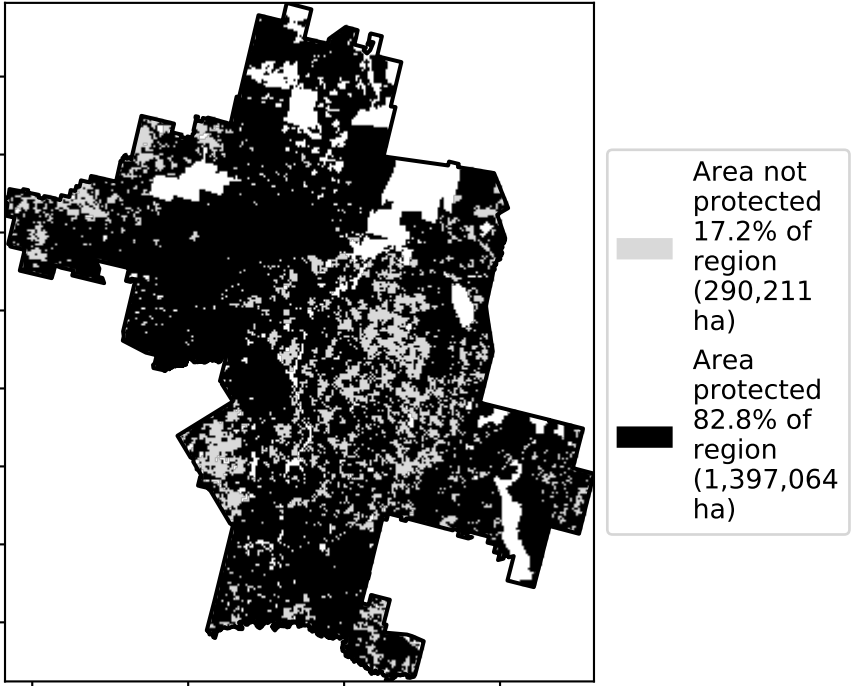 Area not
protected
17.2% of
region
(290,211
ha)
Area
protected
82.8% of
region
(1,397,064
ha)